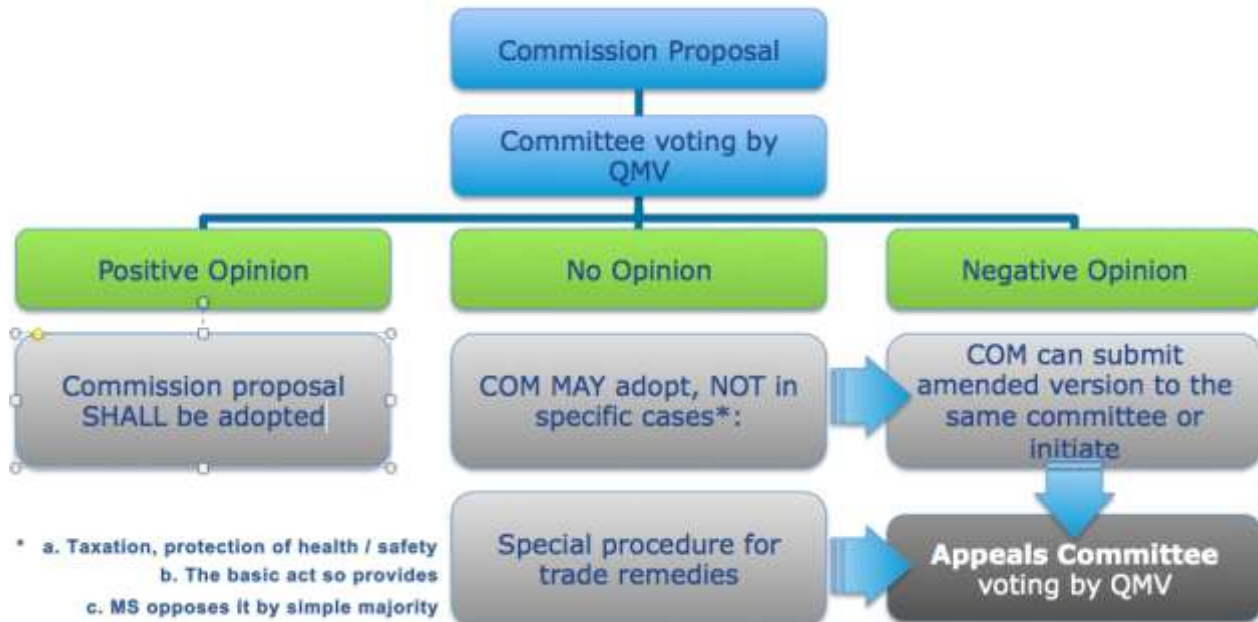 Commission Proposal
Committee voting by
QMV
Positive Opinion
No Opinion
Negative Opinion
Commission proposal
SHALL be adopted
COM MAY adopt, NOT in
specific cases*:
COM can submit
amended version to the
same committee or
initiate
* a. Taxation, protection of health / safety
b. The basic act so provides
c. MS opposes it by simple majority
Special procedure for
trade remedies
Appeals Committee
voting by QMV